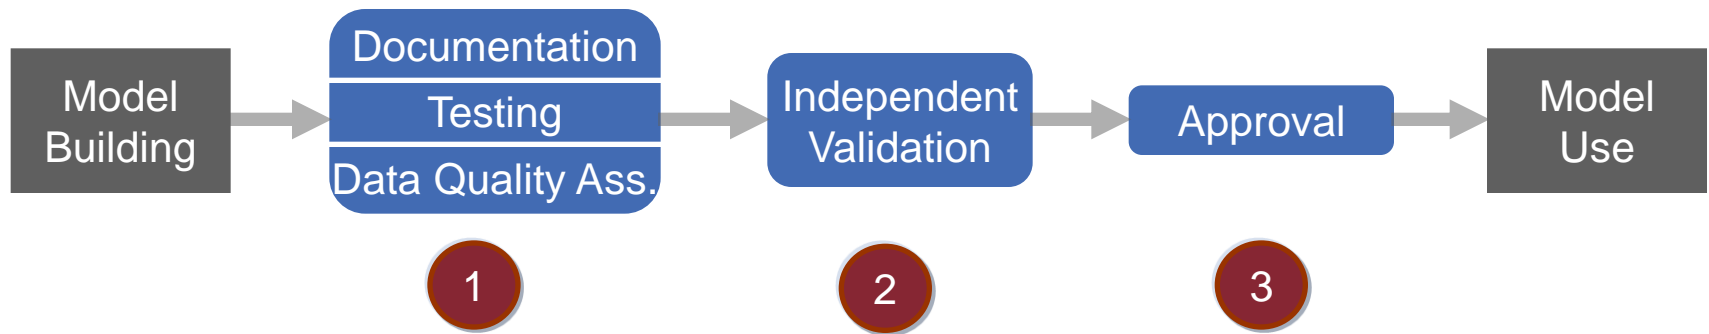 Model
Building
Documentation
Testing
Data Quality Ass.
Independent
Validation
Approval
Model
Use
1
2
3